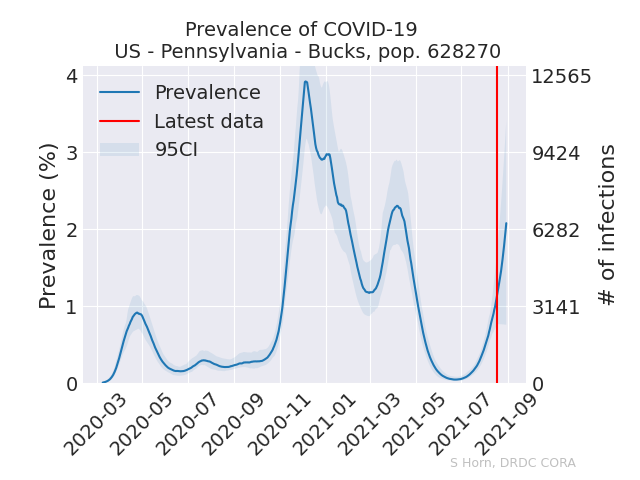 Prevalence of COVID-19
US - Pennsylvania - Bucks, pop. 628270
Prevalence
Latest data
95CI
Prevalence (%)
4
3
2
1
0
# of infections
12565
9424
6282
3141
0
2020-03
2020-05
2020-07
2020-09
2020-11
2021-01
2021-03
2021-05
2021-07
2021-09
S Horn, DRDC CORA